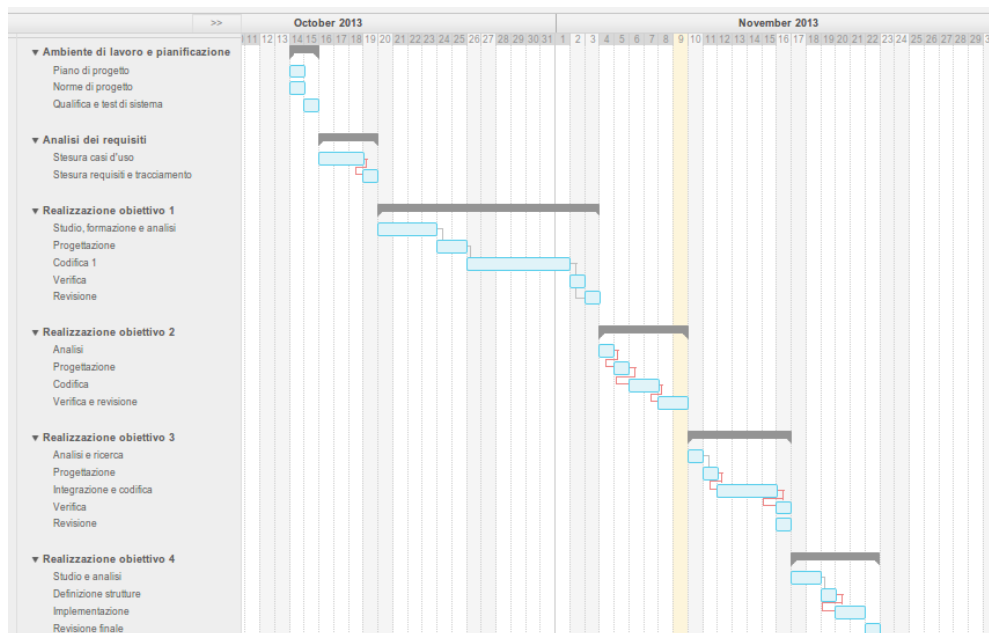 >> October 2013 November 2013
11 12 13 14 15 16 17 18 19 20 21 22 23 24 25 26 27 28 29 30 31 1 2 3 4 5 6 7 8 9 10 11 12 13 14 15 16 17 18 19 20 21 22 23 24 25 26 27 28 29
▼ Ambiente di lavoro e pianificazione
Piano di progetto
Norme di progetto
Qualifica e test di sistema
▼ Analisi dei requisiti
Stesura casi d'uso
Stesura requisiti e tracciamento
▼ Realizzazione obiettivo 1
Studio, formazione e analisi
Progettazione
Codifica 1
Verifica
Revisione
▼ Realizzazione obiettivo 2
Analisi
Progettazione
Codifica
Verifica e revisione
▼ Realizzazione obiettivo 3
Analisi e ricerca
Progettazione
Integrazione e codifica
Verifica
Revisione
▼ Realizzazione obiettivo 4
Studio e analisi
Definizione strutture
Implementazione
Revisione finale